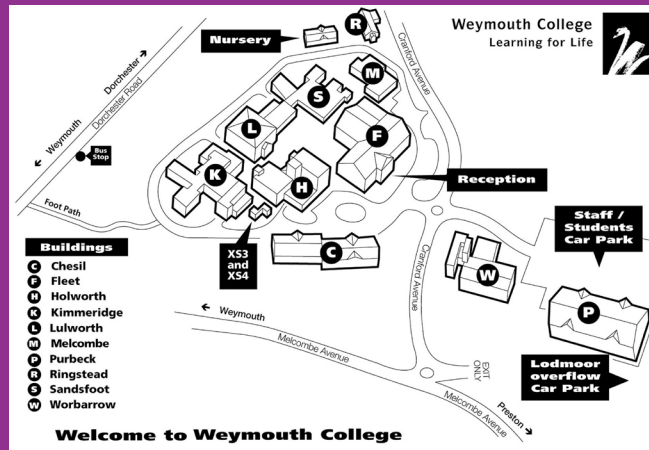 Weymouth College
Learning for Life
Nursery
R
Cranford Avenue
M
S
L
F
K
H
Reception
Dorchester
Weymouth
Dorchester Road
Bus
Stop
Foot Path
XS3
and
XS4
C
Cranford Avenue
W
Staff /
Students
Car Park
P
Lodmoor
overflow
Car Park
Weymouth
Melcombe Avenue
EXIT
ONLY
Preston
Melcombe Avenue
Buildings
C Chesil
F Fleet
H Holworth
K Kimmeridge
L Lulworth
M Melcombe
P Purbeck
R Ringstead
S Sandsfoot
W Worbarrow
Welcome to Weymouth College